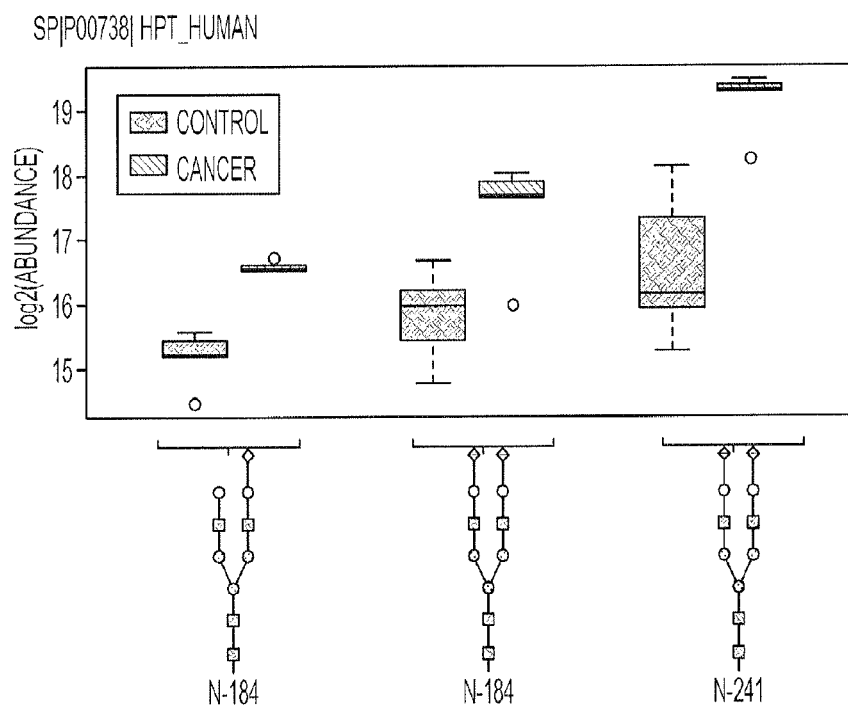 SP|P00738| HPT_HUMAN
CONTROL
CANCER
log2(ABUNDANCE)
19
18
17
16
15
N-184
N-184
N-241